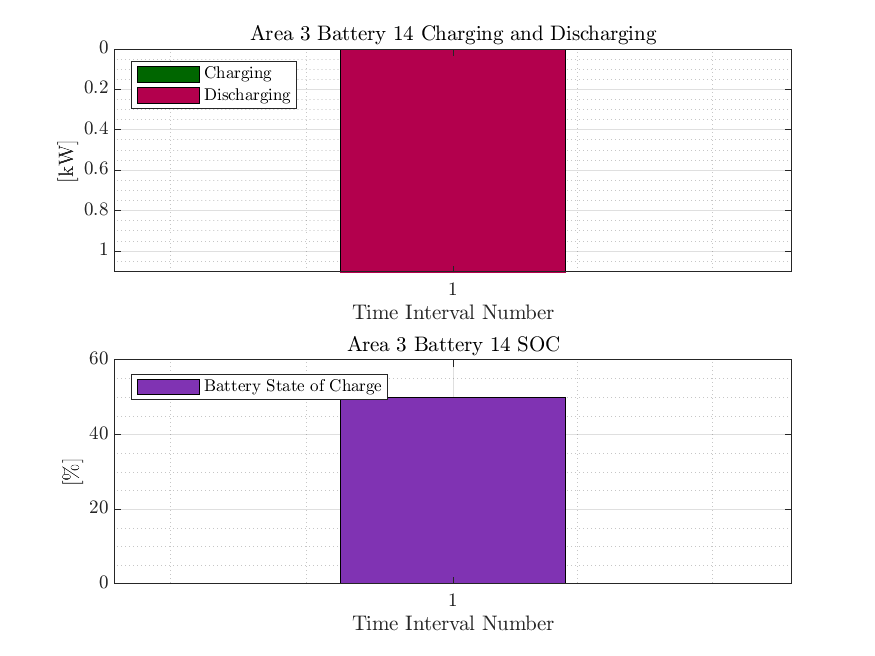 Area 3 Battery 14 Charging and Discharging
0
0.2
0.4
0.6
0.8
1
[kW]
Charging
Discharging
1
Time Interval Number
Area 3 Battery 14 SOC
60
40
20
0
[%]
Battery State of Charge
1
Time Interval Number